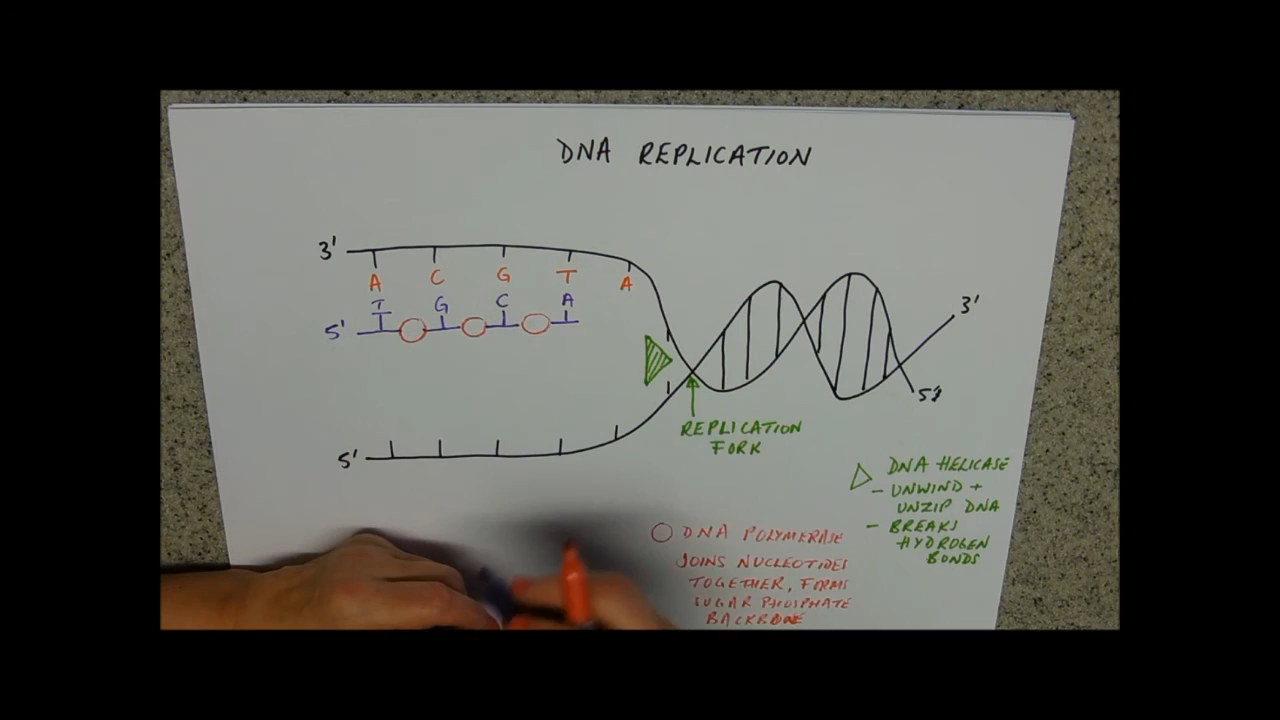 DNA REPLICATION
3'
A C G T A
T G C A
5'
3'
5'
5'
REPLICATION
FORK
DNA HELICASE
- UNWIND +
UNZIP DNA
- BREAKS
HYDROGEN
BONDS
DNA POLYMERASE
JOINS NUCLEOTIDES
TOGETHER, FORMS
SUGAR PHOSPHATE
BACKBONE